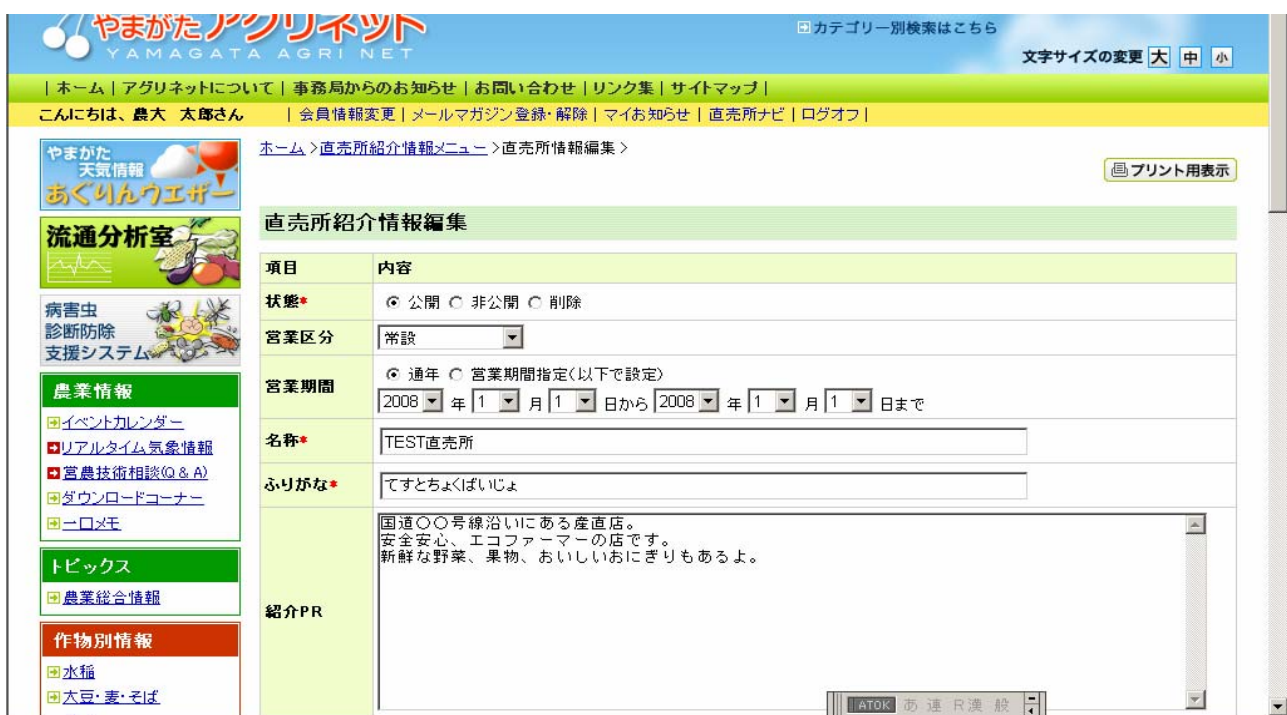 やまがたアグリネット
YAMAGATA AGRI NET
カテゴリー別検索はこちら
文字サイズの変更 大 中 小
|ホーム|アグリネットについて|事務局からのお知らせ|お問い合わせ|リンク集|サイトマップ|
こんにちは、農大 太郎さん |会員情報変更|メールマガジン登録・解除|マイお知らせ|直売所ナビ|ログオフ|
やまがた
天気情報
あぐりんウエザー
流通分析室
病害虫
診断防除
支援システム
農業情報
イベントカレンダー
リアルタイム気象情報
営農技術相談(Q&A)
ダウンロードコーナー
一口メモ
トピックス
農業総合情報
作物別情報
水稲
大豆・麦・そば
ホーム >直売所紹介情報メニュー >直売所情報編集 >
プリント用表示
直売所紹介情報編集
項目 内容
状態* 公開 非公開 削除
営業区分 常設
営業期間 通年 営業期間指定(以下で設定)
2008 年 1 月 1 日から 2008 年 1 月 1 日まで
名称* TEST直売所
ふりがな* てすとちょくばいじょ
紹介PR
国道〇〇号線沿いにある産直店。
安全安心、エコファーマーの店です。
新鮮な野菜、果物、おいしいおにぎりもあるよ。
ATOK あ 連 R漢 般